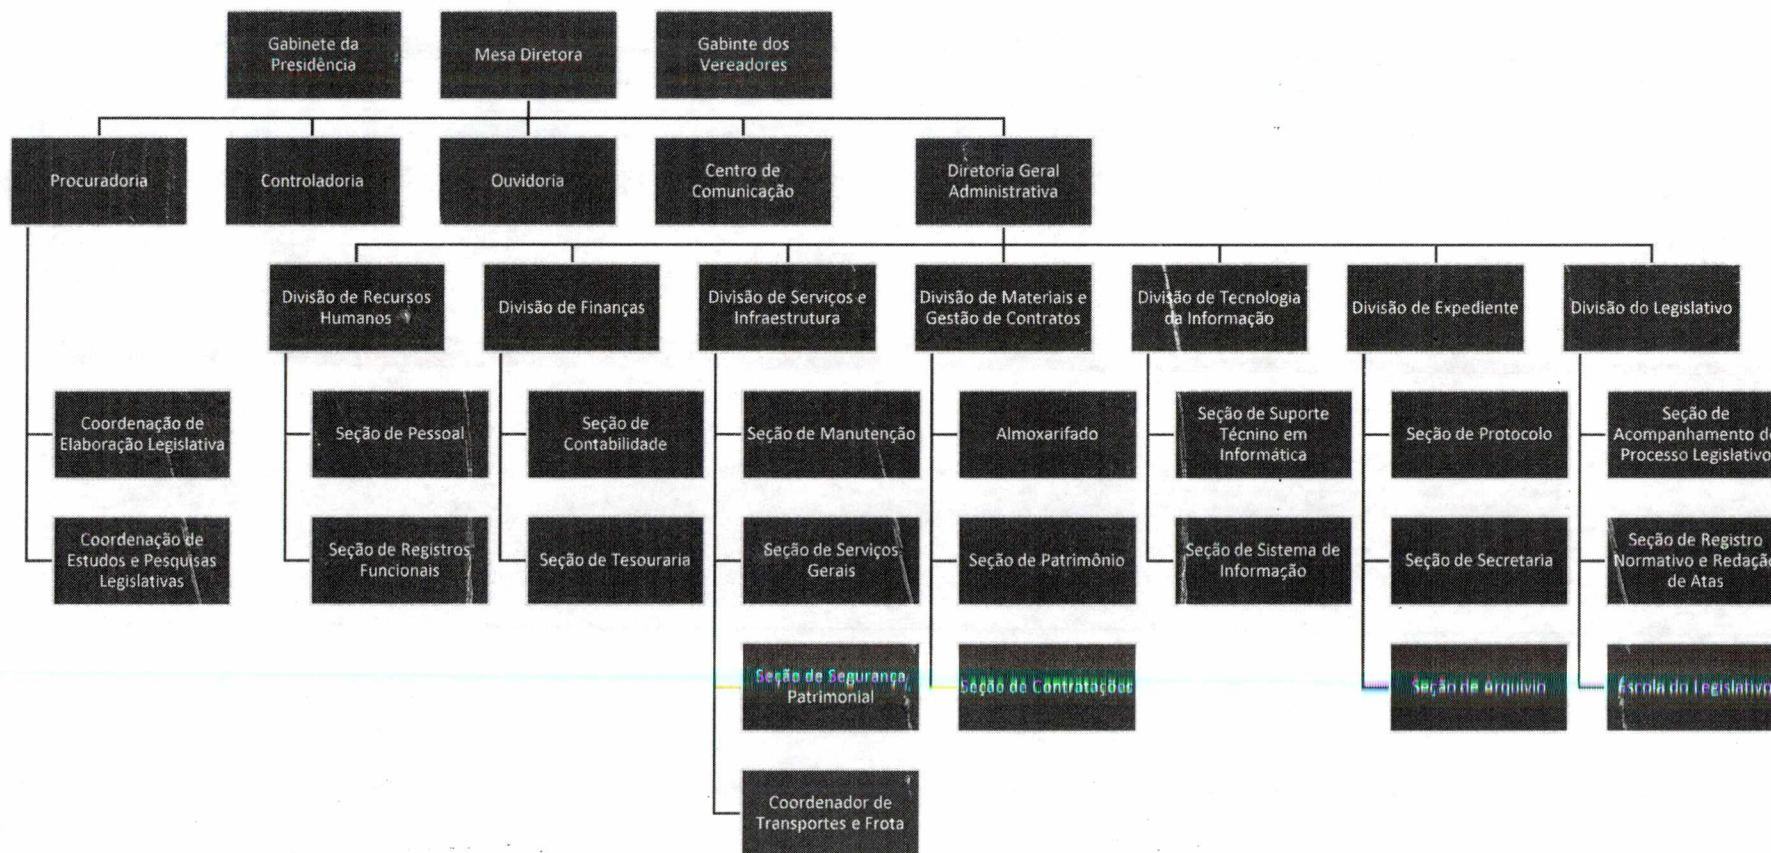 Gabinete da
Presidência
Mesa Diretora
Gabinte dos
Vereadores
Procuradoria
Controladoria
Ouvidoria
Centro de
Comunicação
Diretoria Geral
Administrativa
Divisão de Recursos
Humanos
Divisão de Finanças
Divisão de Serviços e
Infraestrutura
Divisão de Materiais e
Gestão de Contratos
Divisão de Tecnologia
da Informação
Divisão de Expediente
Divisão do Legislativo
Coordenação de
Elaboração Legislativa
Seção de Pessoal
Seção de
Contabilidade
Seção de Manutenção
Almoxarifado
Seção de Suporte
Técnino em
Informática
Seção de Protocolo
Seção de
Acompanhamento do
Processo Legislativo
Coordenação de
Estudos e Pesquisas
Legislativas
Seção de Registros
Funcionais
Seção de Tesouraria
Seção de Serviços
Gerais
Seção de Patrimônio
Seção de Sistema de
Informação
Seção de Secretaria
Seção de Registro
Normativo e Redação
de Atas
Seção de Segurança
Patrimonial
Seção de Contratações
Seção de Arquivio
Escola do Legislativo
Coordenador de
Transportes e Frota